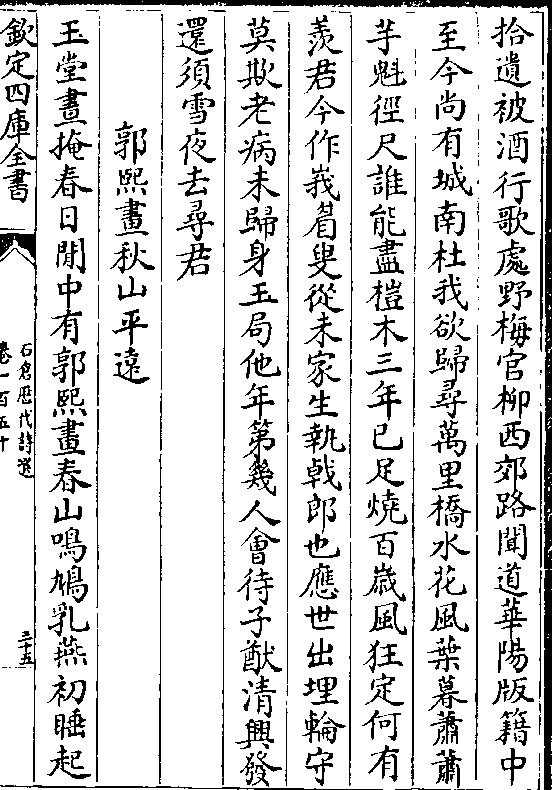 拾遺被酒行歌處野梅官柳西郊路聞道華陽版籍中
至今尚有城南杜我欲歸尋萬里橋水花風葉暮蕭蕭
芋魁徑尺誰能盡榿木三年已足燒百歲風狂定何有
羨君今作峩眉叟從未家生執戟郎也應世出埋輪守
莫欺老病未歸身玉局他年第幾人會待子猷清興發
還須雪夜去尋君
郭熙畫秋山平遠
玉堂晝掩春日閒中有郭熙畫春山鳴鳩乳燕初睡起
欽定四庫全書
石倉歷代詩選
卷一百五十
三十五